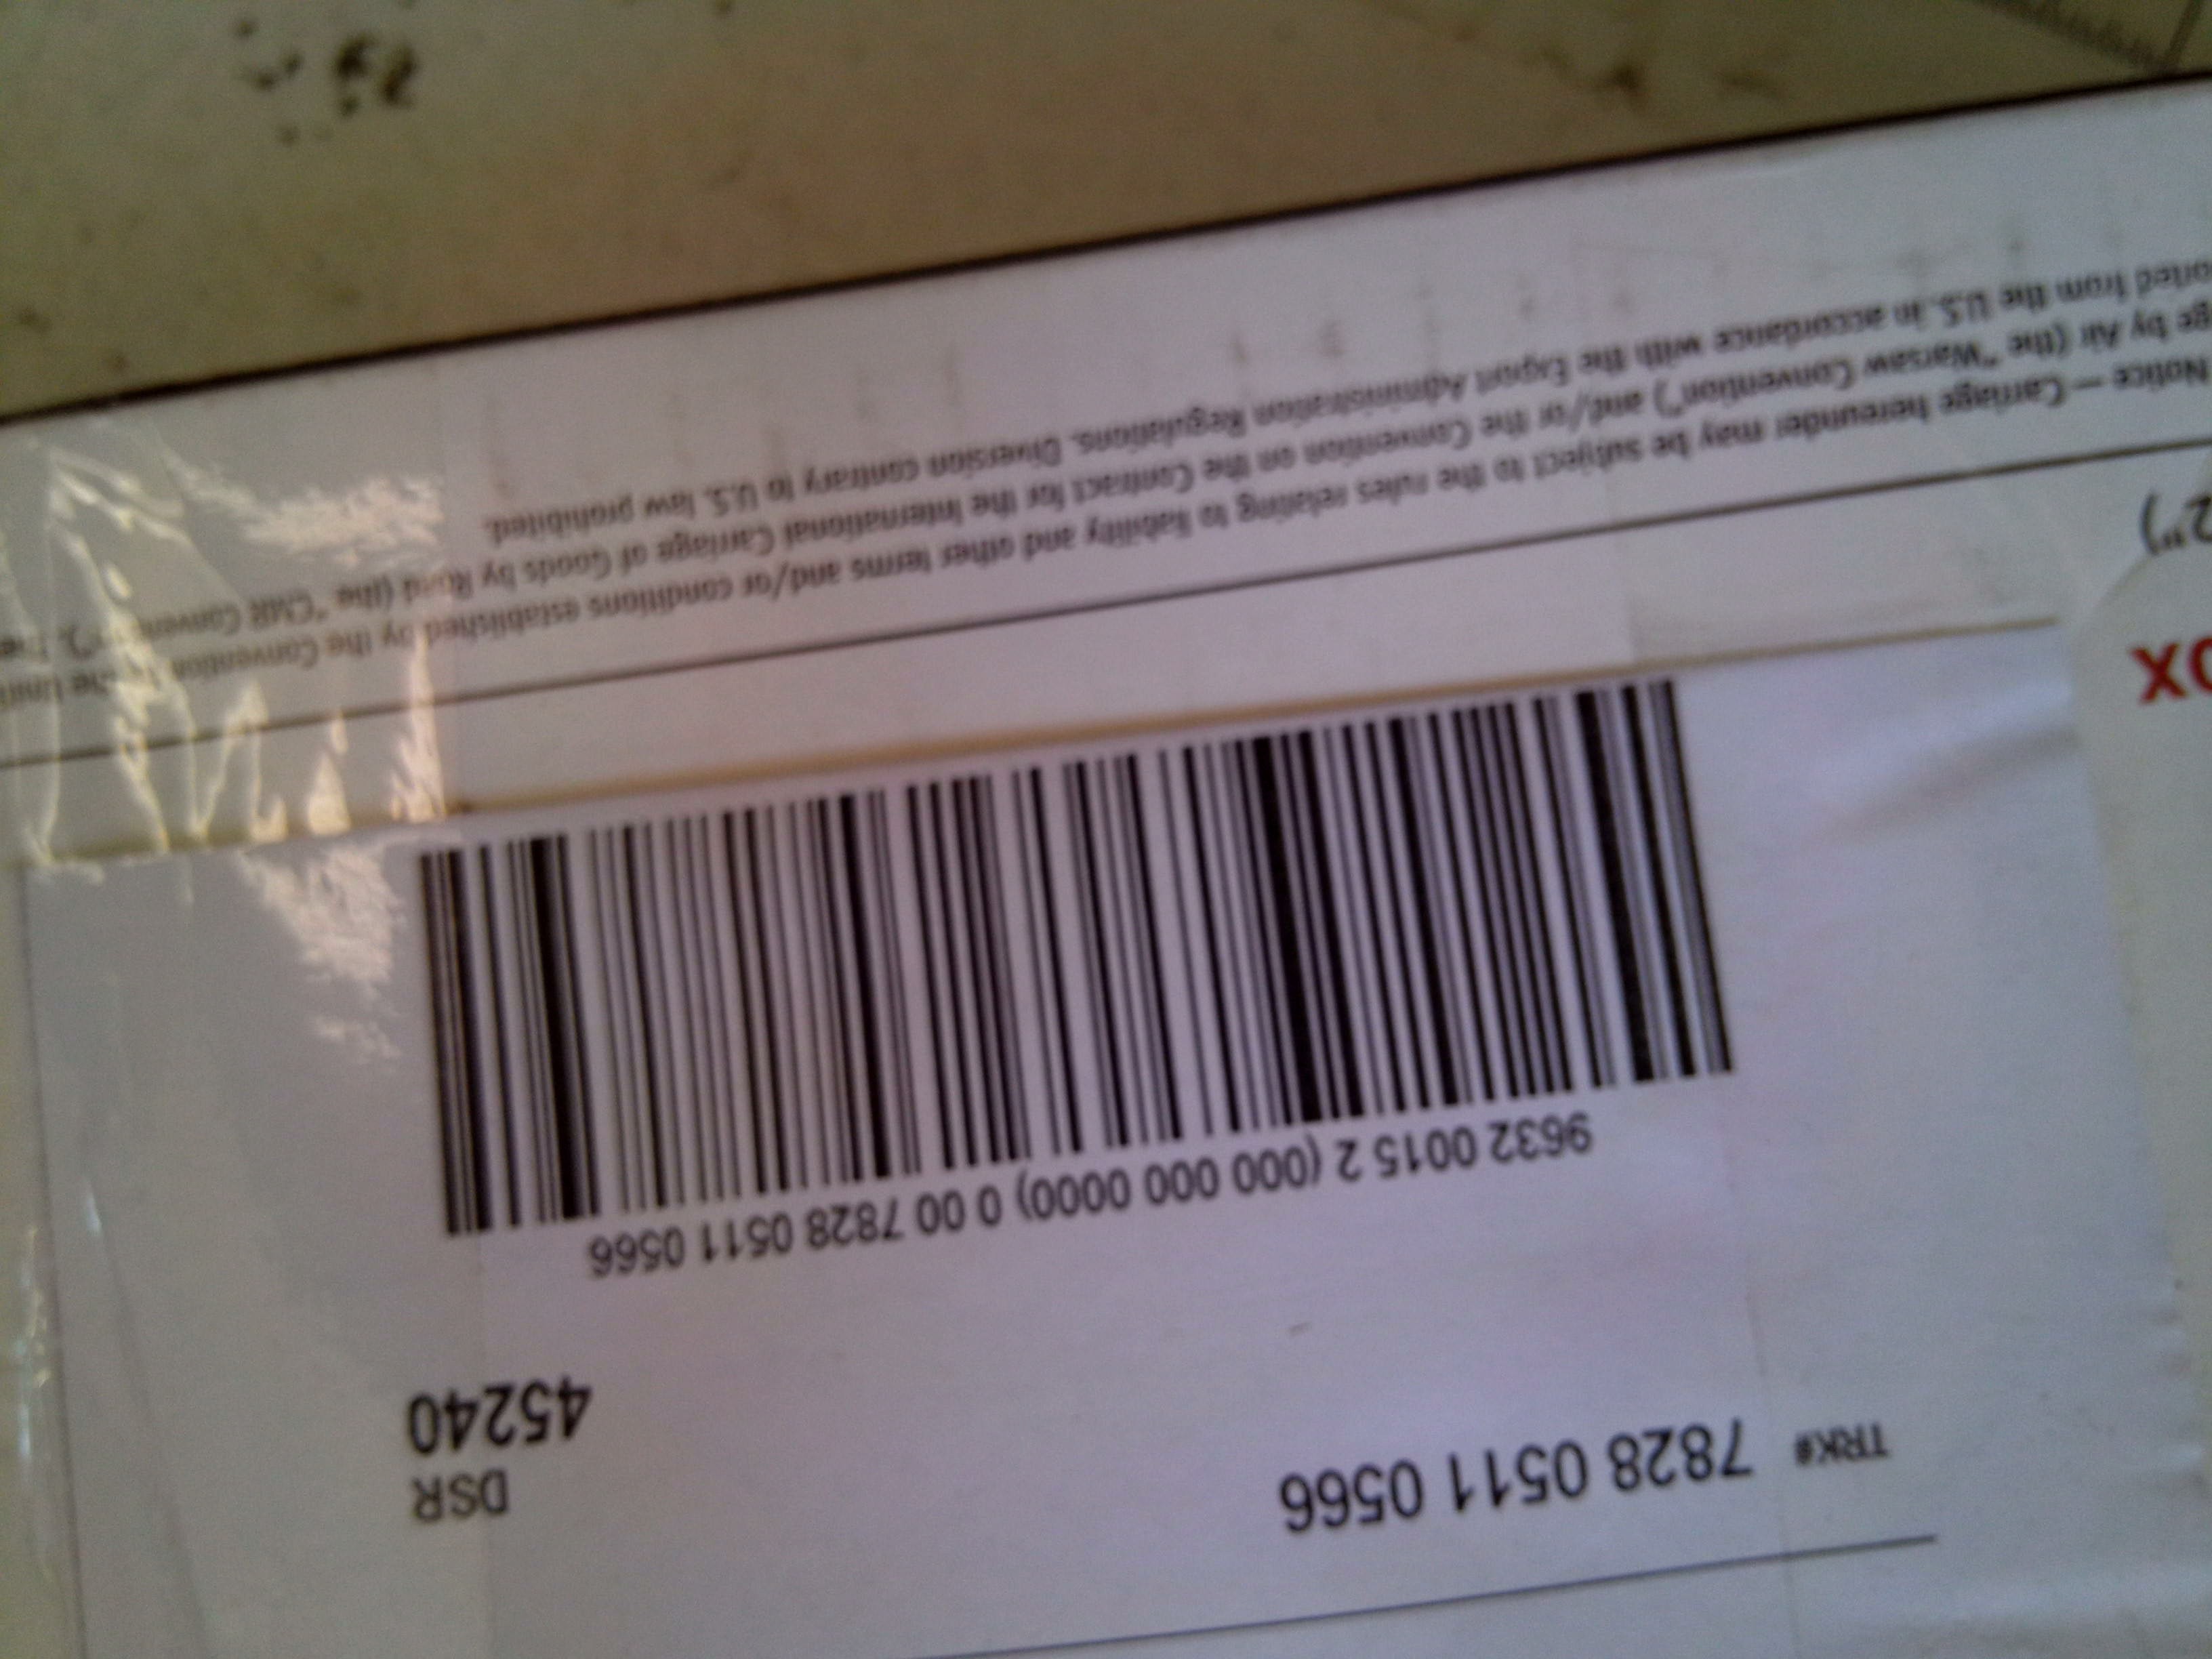 TRK#
7828 0511 0566
DSR
45240
9632 0015 2 (000 000 0000) 0 00 7828 0511 0566
2")
ox
Notice — Carriage hereunder may be subject to the rules relating to liability and other terms and/or conditions established by the Convention
by Air (the "Warsaw Convention") and/or the Convention on the Contract for the International Carriage of Goods by Road (the "CMR
from the U.S. in accordance with the Export Administration Regulations. Diversion contrary to U.S. law prohibited.